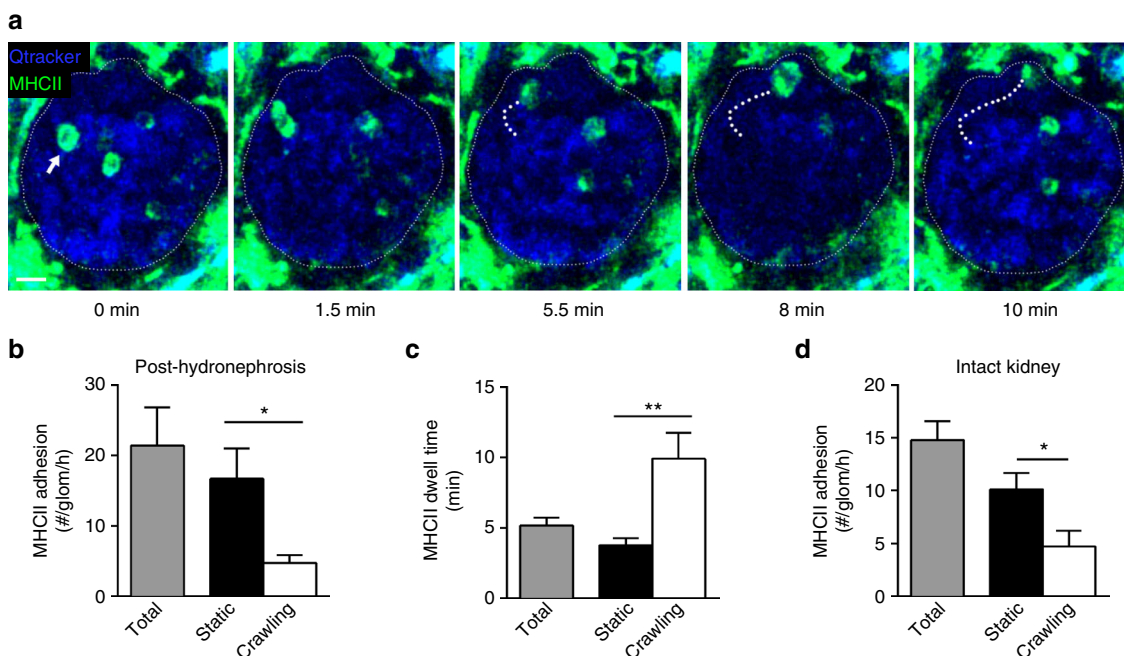 a
Qtracker
MHCII
0 min
1.5 min
5.5 min
8 min
10 min
b
Post-hydronephrosis
MHCII adhesion
(#/glom/h)
30
20
10
0
*
Total
Static
Crawling
c
MHCII dwell time
(min)
15
10
5
0
**
Total
Static
Crawling
d
Intact kidney
MHCII adhesion
(#/glom/h)
20
15
10
5
0
*
Total
Static
Crawling